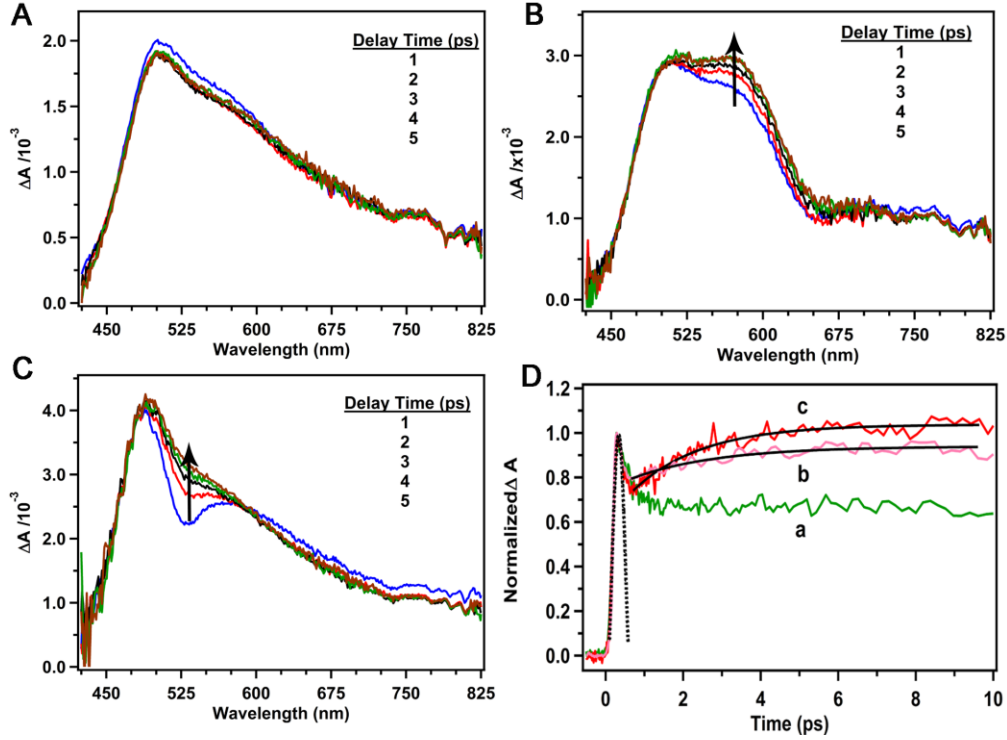 A
ΔA /10⁻³
2.0
1.5
1.0
0.5
0.0
Delay Time (ps)
1
2
3
4
5
450 525 600 675 750 825
Wavelength (nm)
B
ΔA /x10⁻³
4.0
3.0
2.0
1.0
0.0
Delay Time (ps)
1
2
3
4
5
450 525 600 675 750 825
Wavelength (nm)
C
ΔA /10⁻³
4.0
3.0
2.0
1.0
0.0
Delay Time (ps)
1
2
3
4
5
450 525 600 675 750 825
Wavelength (nm)
D
Normalized Δ A
1.2
1.0
0.8
0.6
0.4
0.2
0.0
c
b
a
0 2 4 6 8 10
Time (ps)